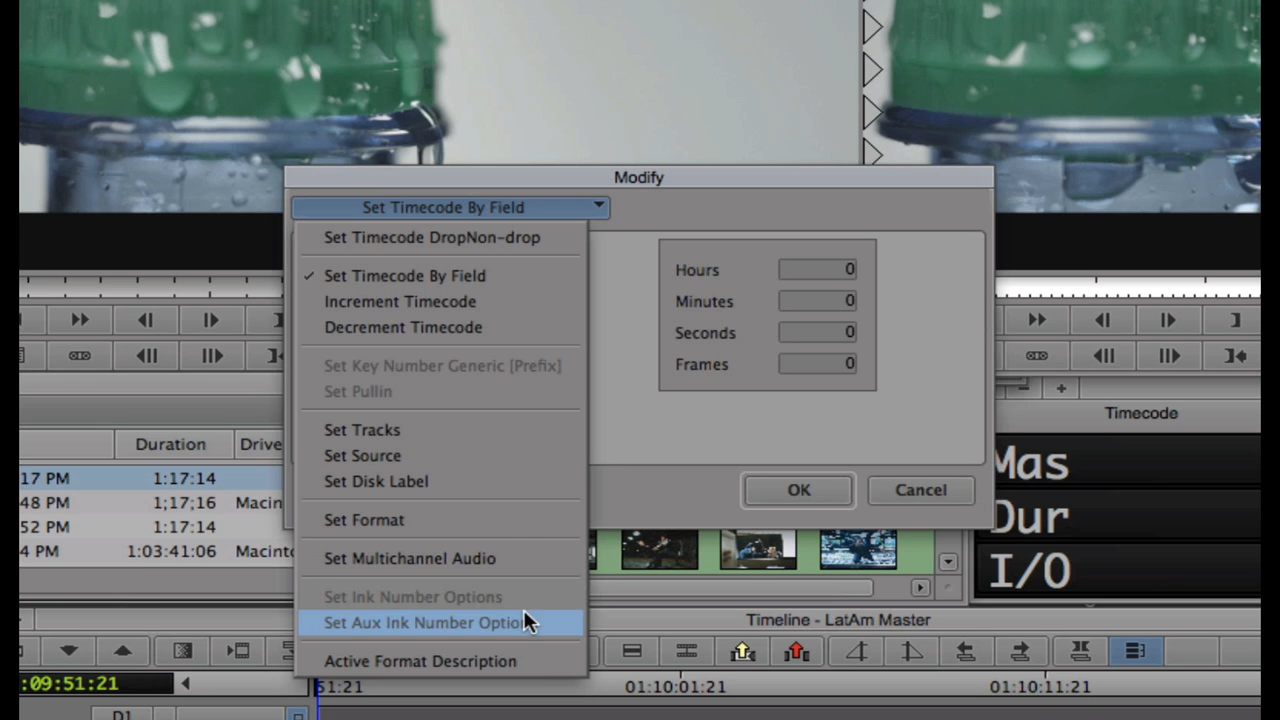 Modify
Set Timecode By Field
Set Timecode DropNon-drop
✓ Set Timecode By Field
Increment Timecode
Decrement Timecode
Set Key Number Generic [Prefix]
Set Pullin
Set Tracks
Set Source
Set Disk Label
Set Format
Set Multichannel Audio
Set Ink Number Options
Set Aux Ink Number Optio
Active Format Description
Hours 0
Minutes 0
Seconds 0
Frames 0
OK Cancel
Duration Drive
17 PM 1:17:14
48 PM 1;17;16 Macin
52 PM 1:17:14
4 PM 1:03:41:06 Macinto
Timecode
Mas
Dur
I/O
Timeline - LatAm Master
:09:51:21 51:21 01:10:01:21 01:10:11:21
D1